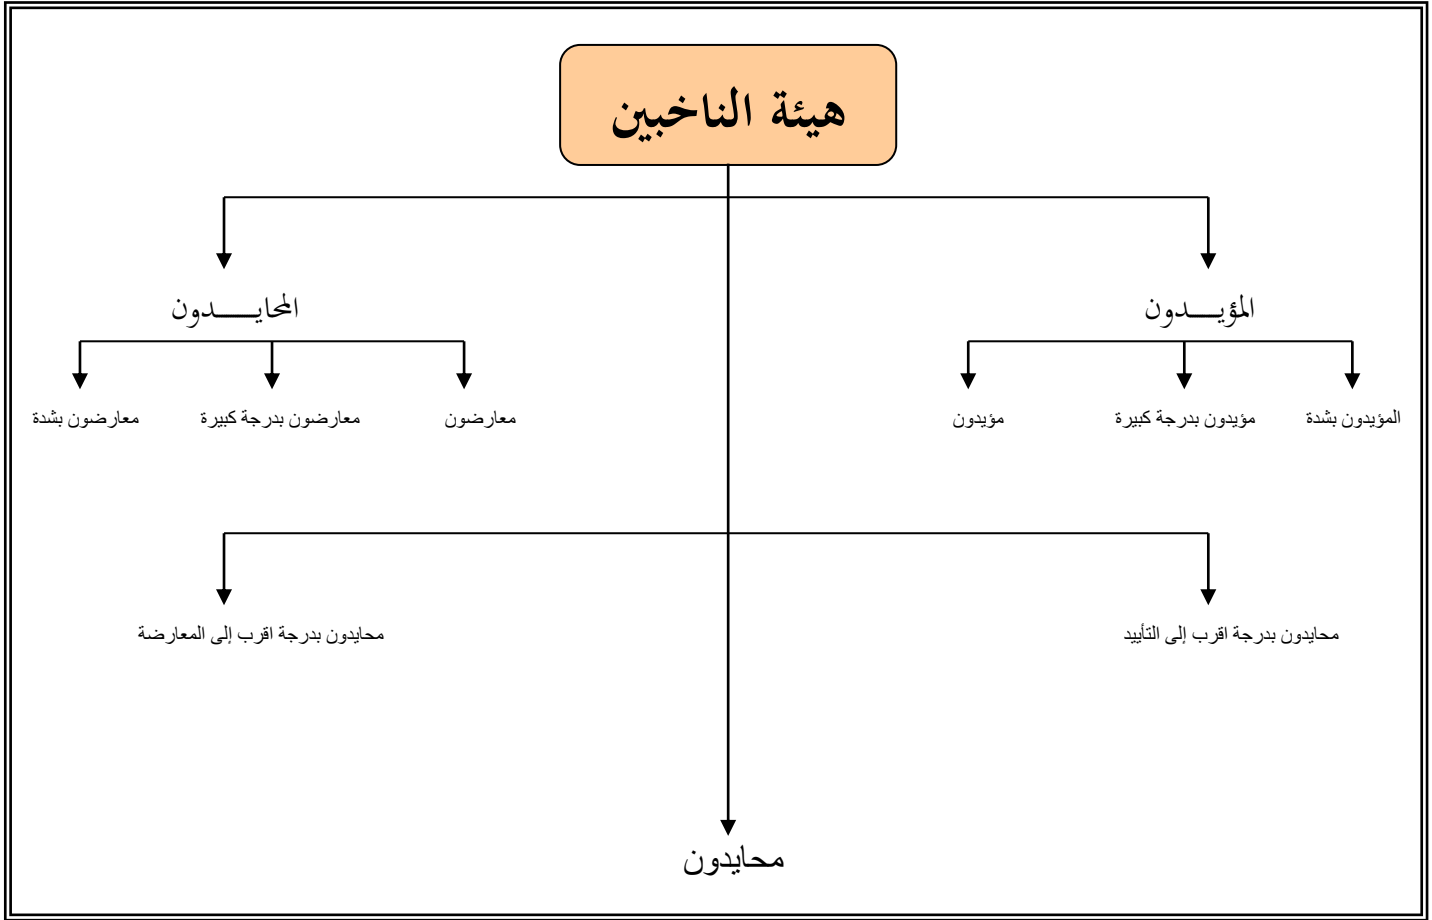 هيئة الناخبين
المؤيـــدون
المحايـــــدون
المؤيدون بشدة
مؤيدون بدرجة كبيرة
مؤيدون
معارضون
معارضون بدرجة كبيرة
معارضون بشدة
محايدون بدرجة اقرب إلى التأييد
محايدون بدرجة اقرب إلى المعارضة
محايدون